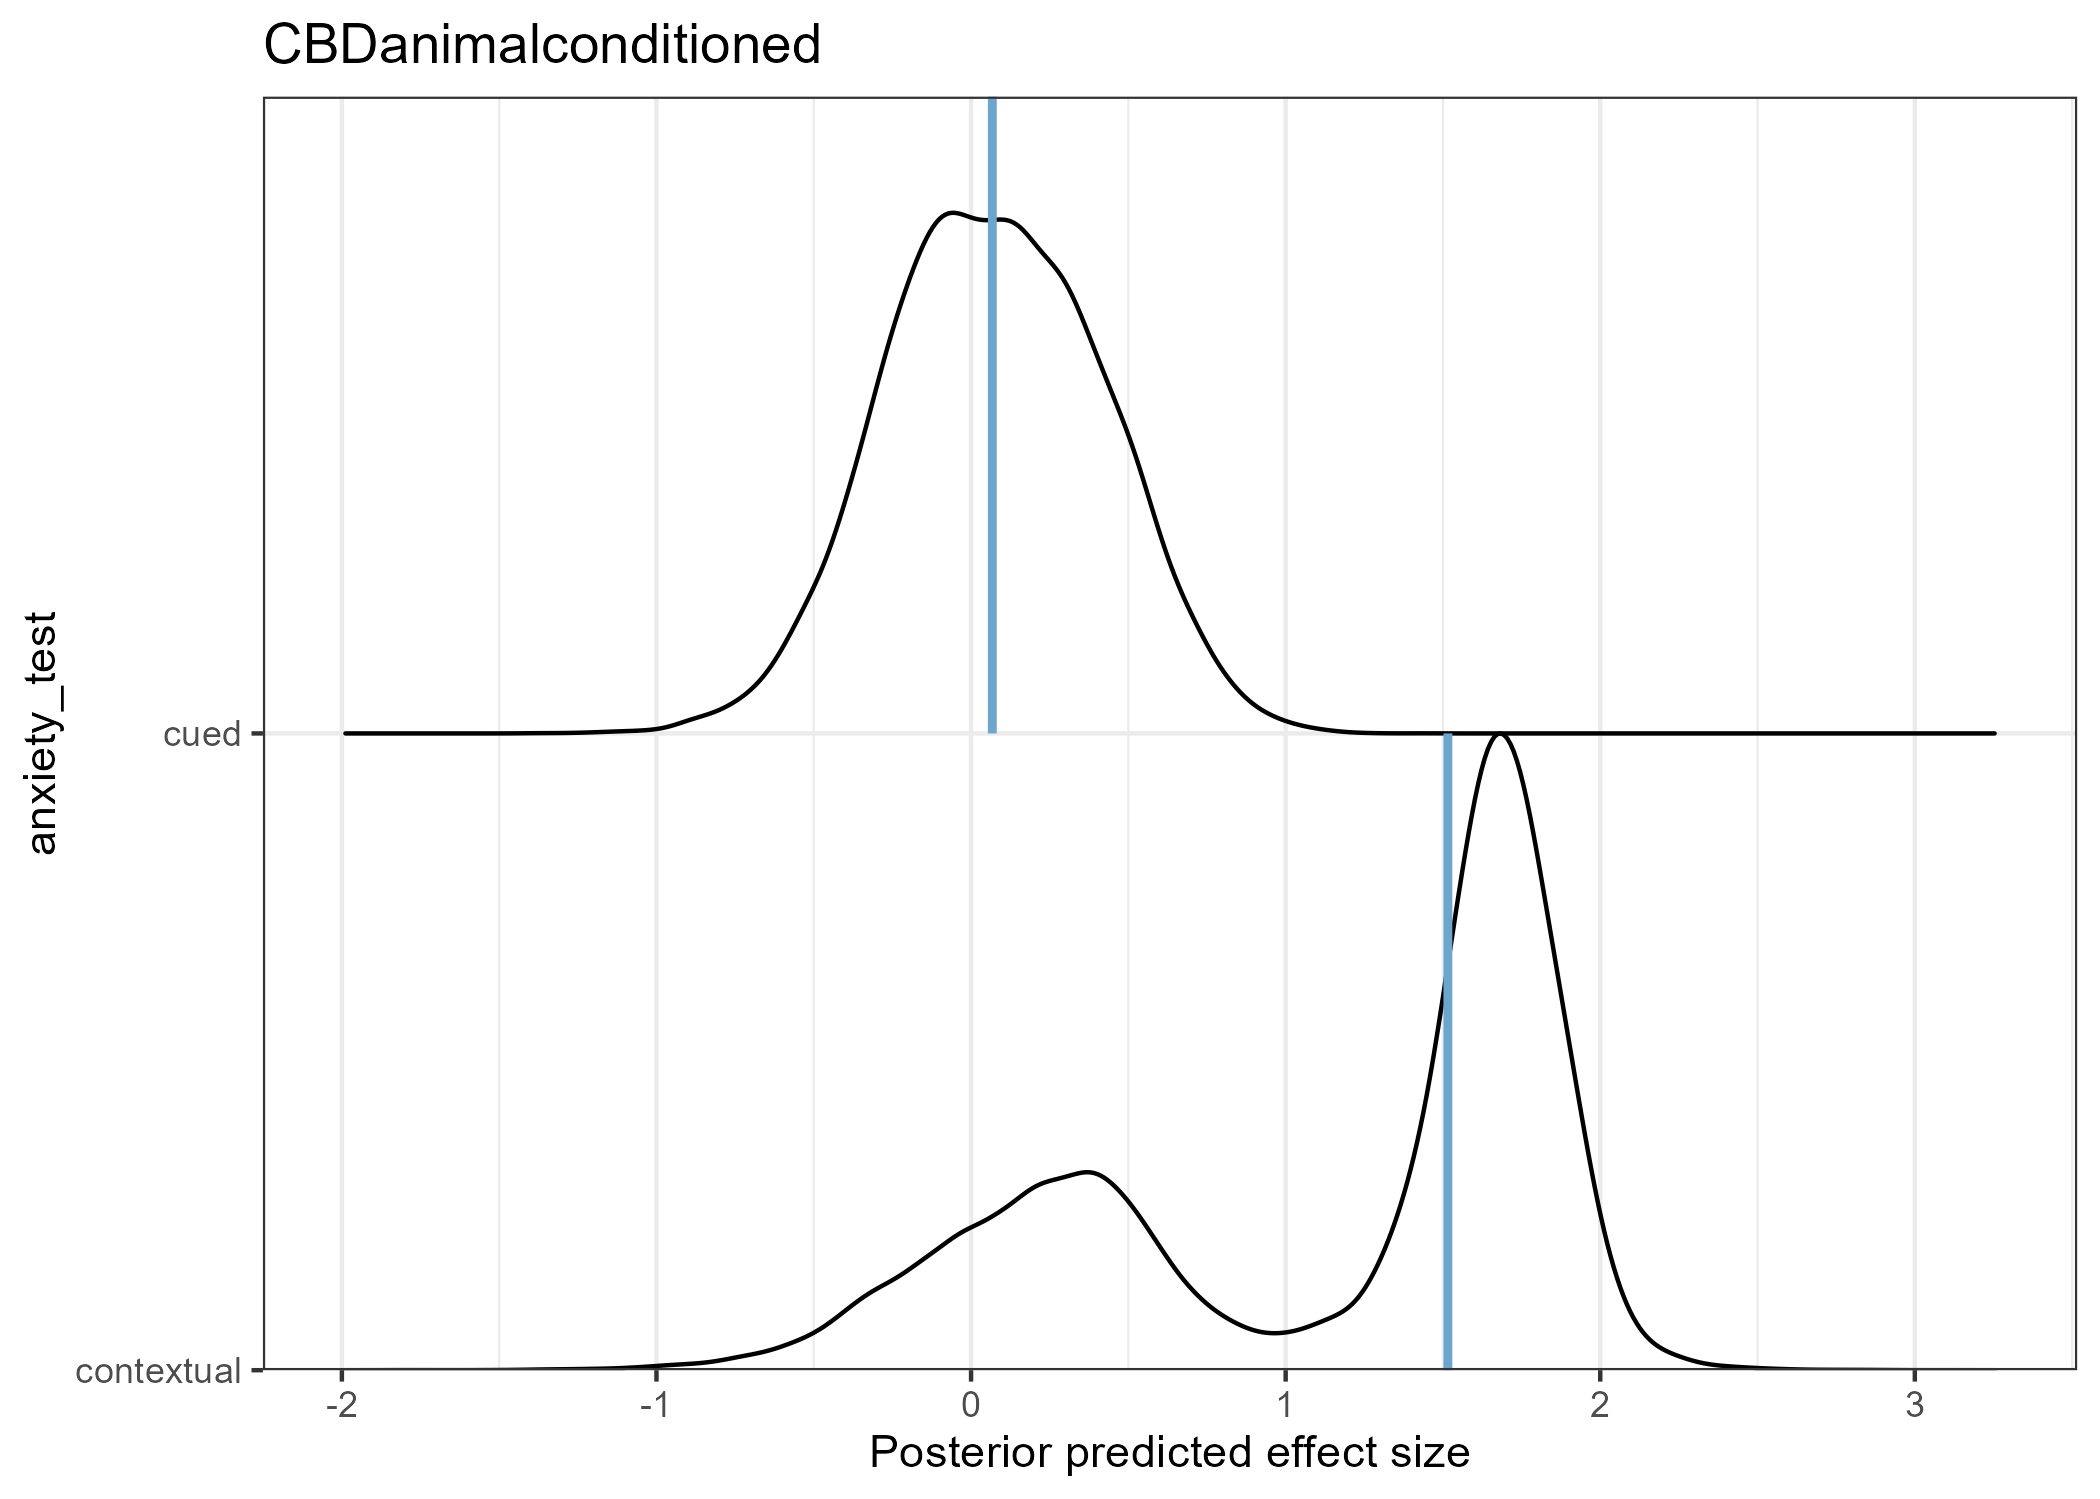 CBDanimalconditioned
anxiety_test
cued
contextual
-2 -1 0 1 2 3
Posterior predicted effect size